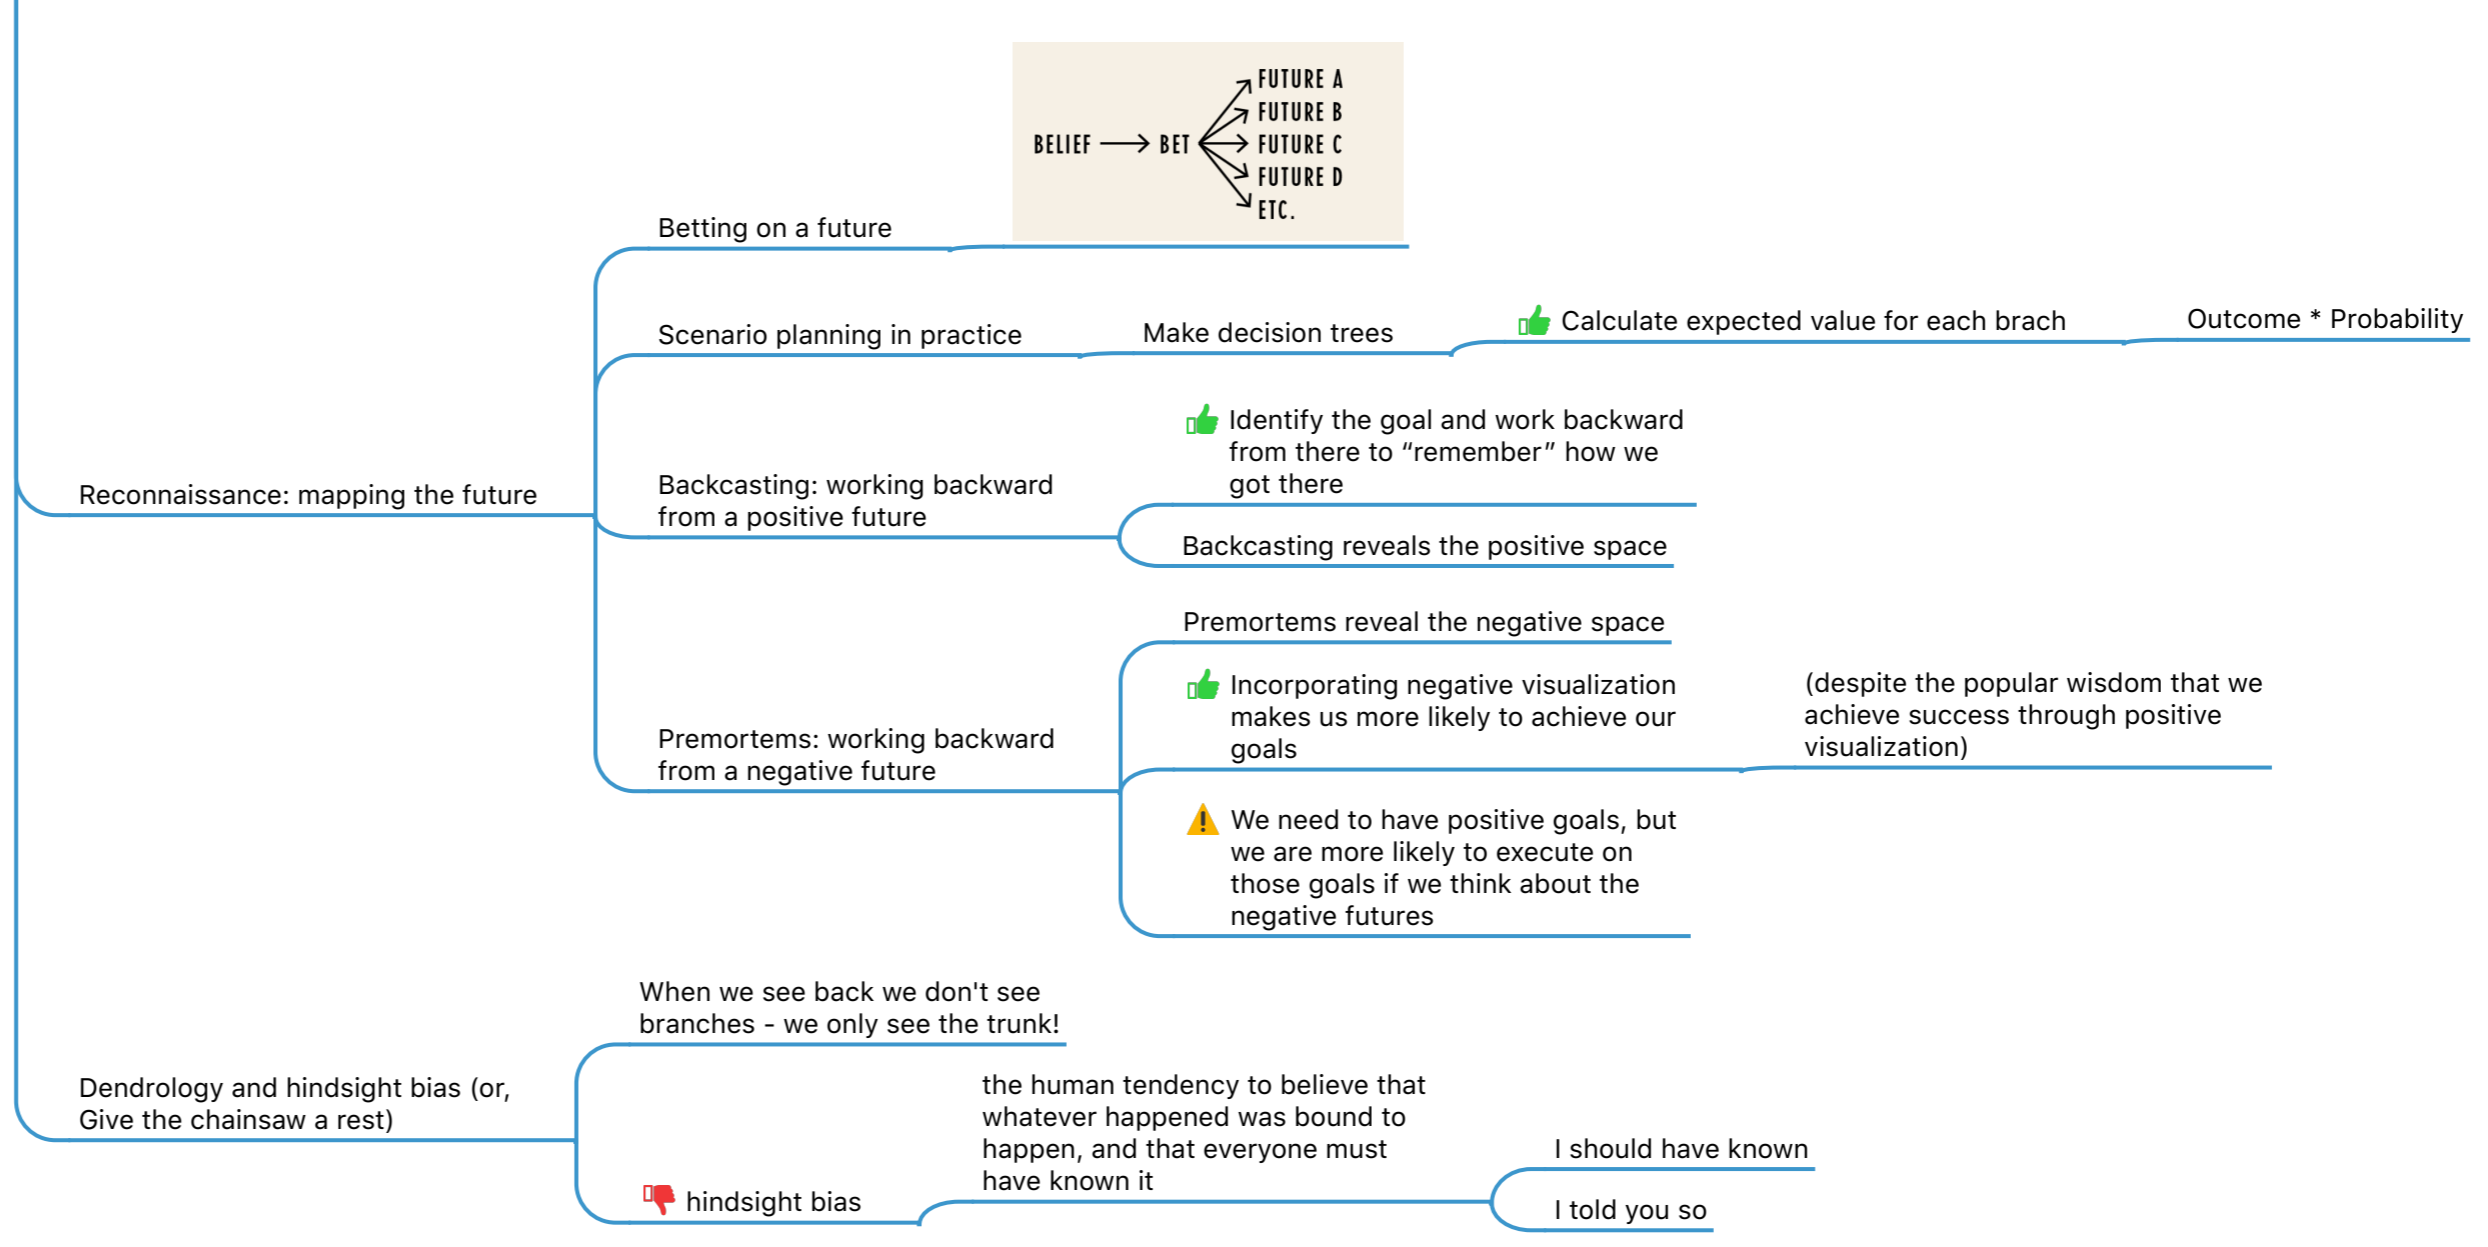 BELIEF BET
FUTURE A
FUTURE B
FUTURE C
FUTURE D
ETC.
Betting on a future
Scenario planning in practice
Make decision trees
Calculate expected value for each brach
Outcome * Probability
Reconnaissance: mapping the future
Backcasting: working backward
from a positive future
Identify the goal and work backward
from there to “remember” how we
got there
Backcasting reveals the positive space
Premortems: working backward
from a negative future
Premortems reveal the negative space
Incorporating negative visualization
makes us more likely to achieve our
goals
(despite the popular wisdom that we
achieve success through positive
visualization)
We need to have positive goals, but
we are more likely to execute on
those goals if we think about the
negative futures
Dendrology and hindsight bias (or,
Give the chainsaw a rest)
When we see back we don't see
branches - we only see the trunk!
hindsight bias
the human tendency to believe that
whatever happened was bound to
happen, and that everyone must
have known it
I should have known
I told you so